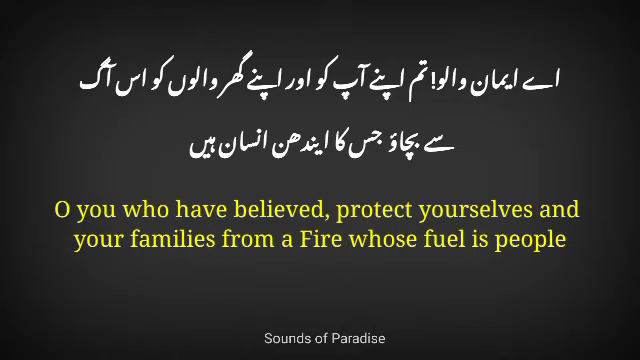 اے ایمان والو! تم اپنے آپ کو اور اپنے گھر والوں کو اس آگ
سے بچاؤ جس کا ایندھن انسان ہیں
O you who have believed, protect yourselves and
your families from a Fire whose fuel is people
Sounds of Paradise